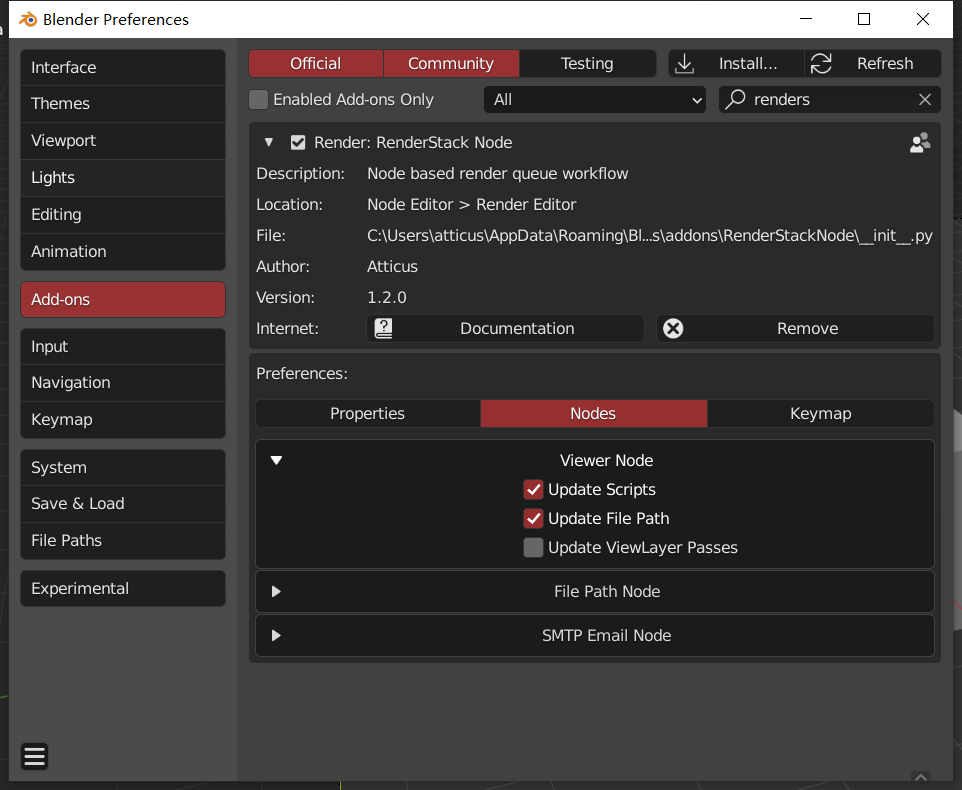 Blender Preferences
Interface
Themes
Viewport
Lights
Editing
Animation
Add-ons
Input
Navigation
Keymap
System
Save & Load
File Paths
Experimental
Official Community Testing Install... Refresh
Enabled Add-ons Only All renders
Render: RenderStack Node
Description: Node based render queue workflow
Location: Node Editor > Render Editor
File: C:\Users\atticus\AppData\Roaming\Bl...s\addons\RenderStackNode\__init__.py
Author: Atticus
Version: 1.2.0
Internet: Documentation Remove
Preferences:
Properties Nodes Keymap
Viewer Node
Update Scripts
Update File Path
Update ViewLayer Passes
File Path Node
SMTP Email Node